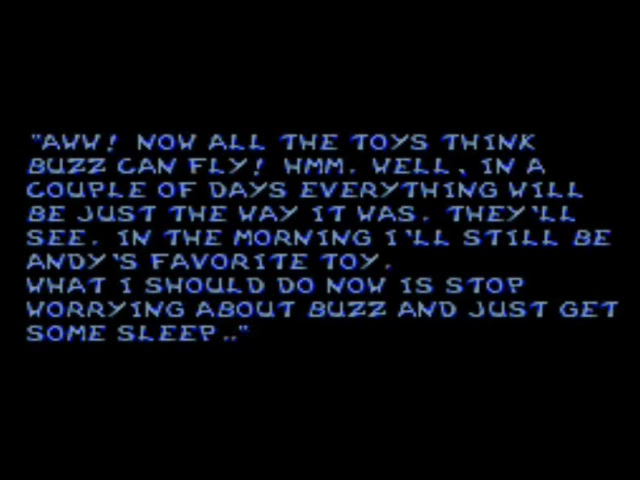 "AWW! NOW ALL THE TOYS THINK
BUZZ CAN FLY! HMM. WELL, IN A
COUPLE OF DAYS EVERYTHING WILL
BE JUST THE WAY IT WAS. THEY'LL
SEE. IN THE MORNING I'LL STILL BE
ANDY'S FAVORITE TOY.
WHAT I SHOULD DO NOW IS STOP
WORRYING ABOUT BUZZ AND JUST GET
SOME SLEEP.."